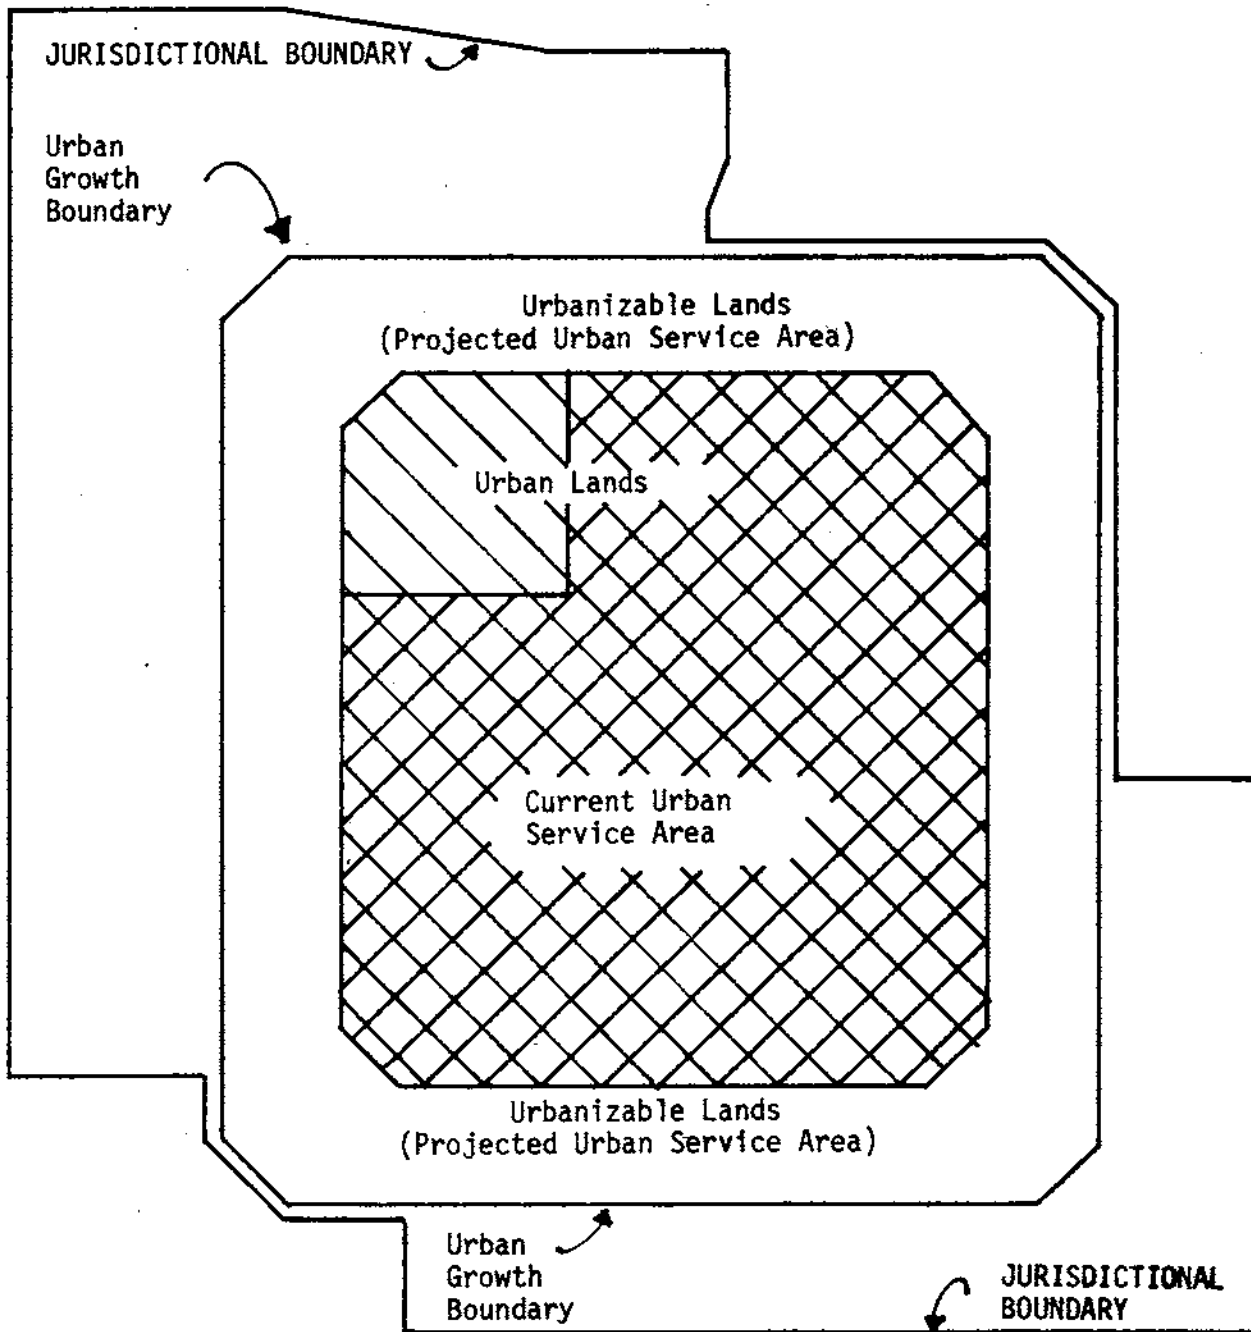 JURISDICTIONAL BOUNDARY
Urban
Growth
Boundary
Urbanizable Lands
(Projected Urban Service Area)
Urban Lands
Current Urban
Service Area
Urbanizable Lands
(Projected Urban Service Area)
Urban
Growth
Boundary
JURISDICTIONAL
BOUNDARY